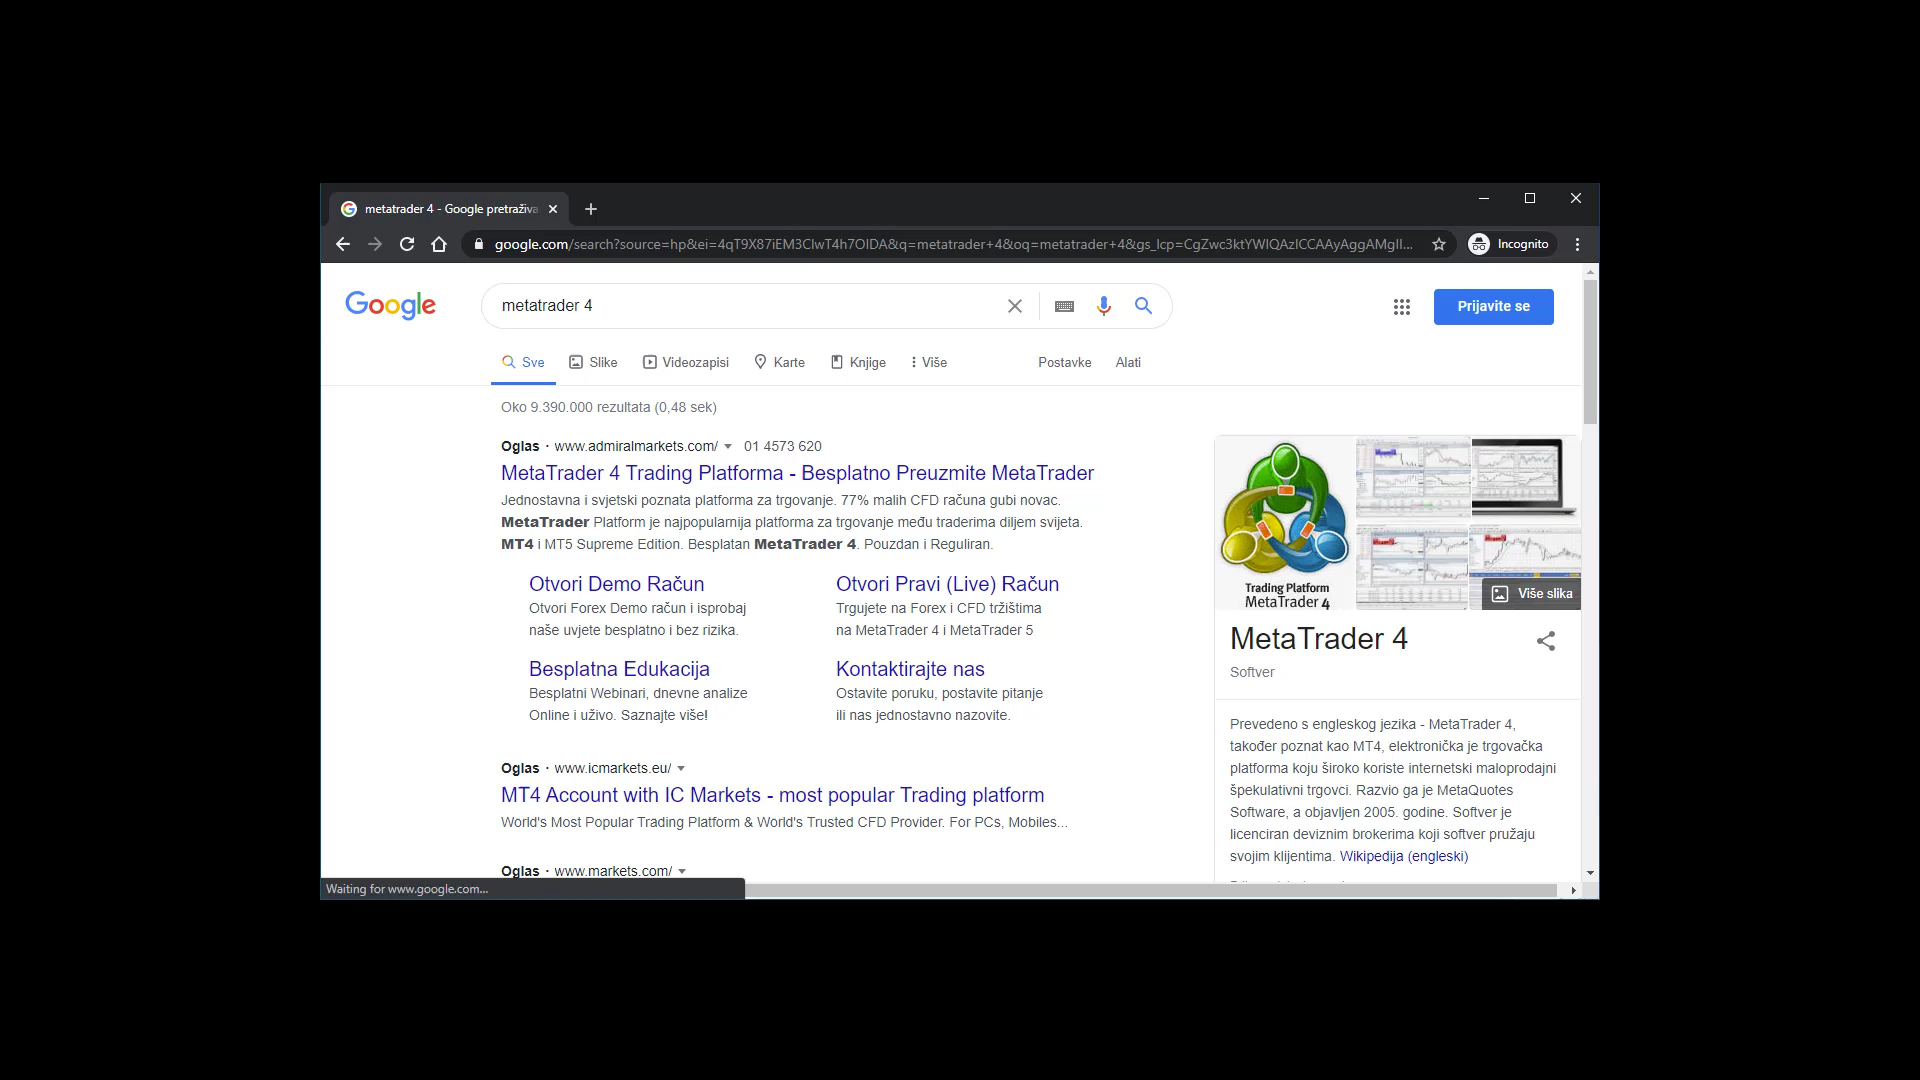 metatrader 4 - Google pretraživa
google.com/search?source=hp&ei=4qT9X87iEM3ClwT4h7OIDA&q=metatrader+4&oq=metatrader+4&gs_lcp=CgZwc3ktYWIQAzICCAAyAggAMgII...
Incognito
Google
metatrader 4
Prijavite se
Sve
Slike
Videozapisi
Karte
Knjige
Više
Postavke
Alati
Oko 9.390.000 rezultata (0,48 sek)
Oglas · www.admiralmarkets.com/ 01 4573 620
MetaTrader 4 Trading Platforma - Besplatno Preuzmite MetaTrader
Jednostavna i svjetski poznata platforma za trgovanje. 77% malih CFD računa gubi novac.
MetaTrader Platform je najpopularnija platforma za trgovanje među traderima diljem svijeta.
MT4 i MT5 Supreme Edition. Besplatan MetaTrader 4. Pouzdan i Reguliran.
Otvori Demo Račun
Otvori Forex Demo račun i isprobaj
naše uvjete besplatno i bez rizika.
Otvori Pravi (Live) Račun
Trgujete na Forex i CFD tržištima
na MetaTrader 4 i MetaTrader 5
Besplatna Edukacija
Besplatni Webinari, dnevne analize
Online i uživo. Saznajte više!
Kontaktirajte nas
Ostavite poruku, postavite pitanje
ili nas jednostavno nazovite.
Oglas · www.icmarkets.eu/
MT4 Account with IC Markets - most popular Trading platform
World's Most Popular Trading Platform & World's Trusted CFD Provider. For PCs, Mobiles...
Oglas · www.markets.com/
Waiting for www.google.com...
Trading Platform
MetaTrader 4
Više slika
MetaTrader 4
Softver
Prevedeno s engleskog jezika - MetaTrader 4,
također poznat kao MT4, elektronička je trgovačka
platforma koju široko koriste internetski maloprodajni
špekulativni trgovci. Razvio ga je MetaQuotes
Software, a objavljen 2005. godine. Softver je
licenciran deviznim brokerima koji softver pružaju
svojim klijentima. Wikipedija (engleski)